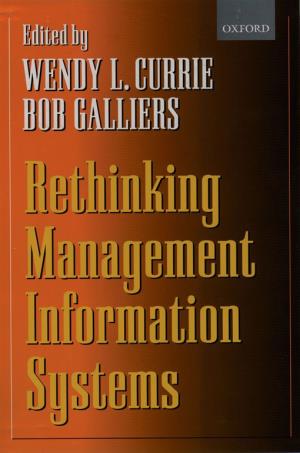 Edited by
OXFORD
WENDY L. CURRIE
BOB GALLIERS
Rethinking
Management
Information
Systems